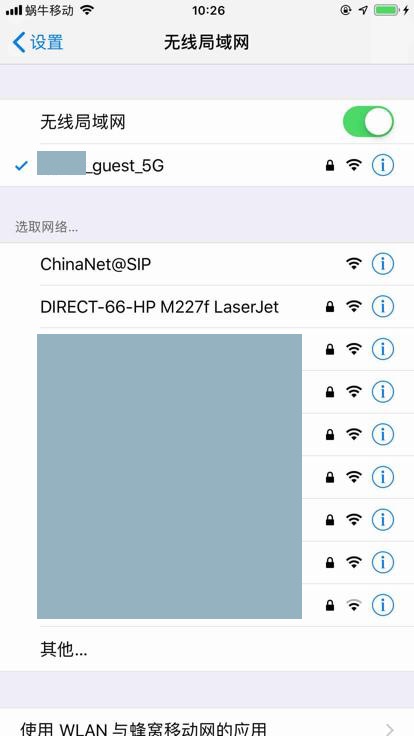 蜗牛移动 10:26
设置 无线局域网
无线局域网
_guest_5G
选取网络...
ChinaNet@SIP
DIRECT-66-HP M227f LaserJet
其他...
使用 WLAN 与蜂窝移动网的应用